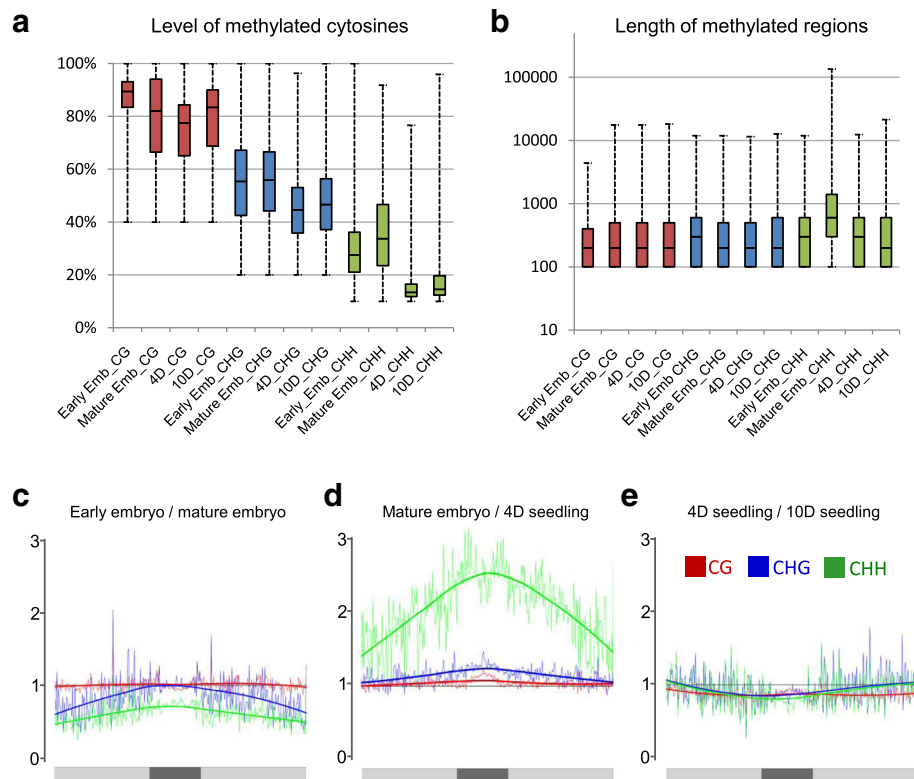 a
Level of methylated cytosines
100%
80%
60%
40%
20%
0%
Early Emb_CG
Mature Emb_CG
4D_CG
10D_CG
Early Emb_CHG
Mature Emb_CHG
4D_CHG
10D_CHG
Early_Emb_CHH
Mature Emb_CHH
4D_CHH
10D_CHH
b
Length of methylated regions
100000
10000
1000
100
10
Early Emb_CG
Mature Emb_CG
4D_CG
10D_CG
Early Emb_CHG
Mature Emb_CHG
4D_CHG
10D_CHG
Early Emb_CHH
Mature Emb_CHH
4D_CHH
10D_CHH
c
Early embryo / mature embryo
3
2
1
0
d
Mature embryo / 4D seedling
3
2
1
0
e
4D seedling / 10D seedling
3
2
1
0
CG CHG CHH